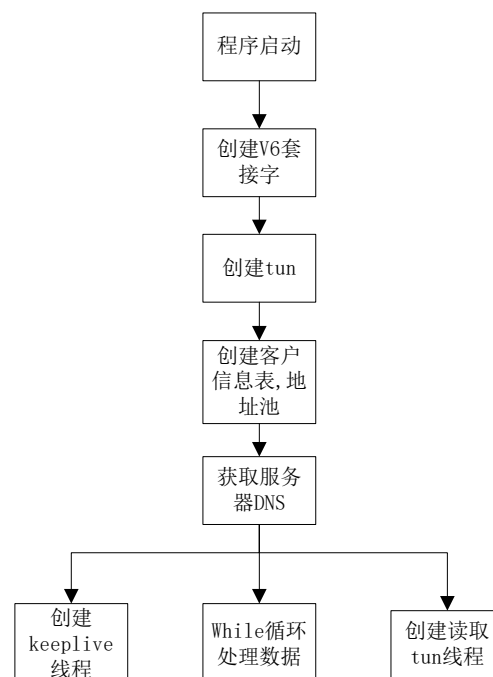 程序启动
创建V6套
接字
创建tun
创建客户
信息表,地
址池
获取服务
器DNS
创建
keeplive
线程
While循环
处理数据
创建读取
tun线程